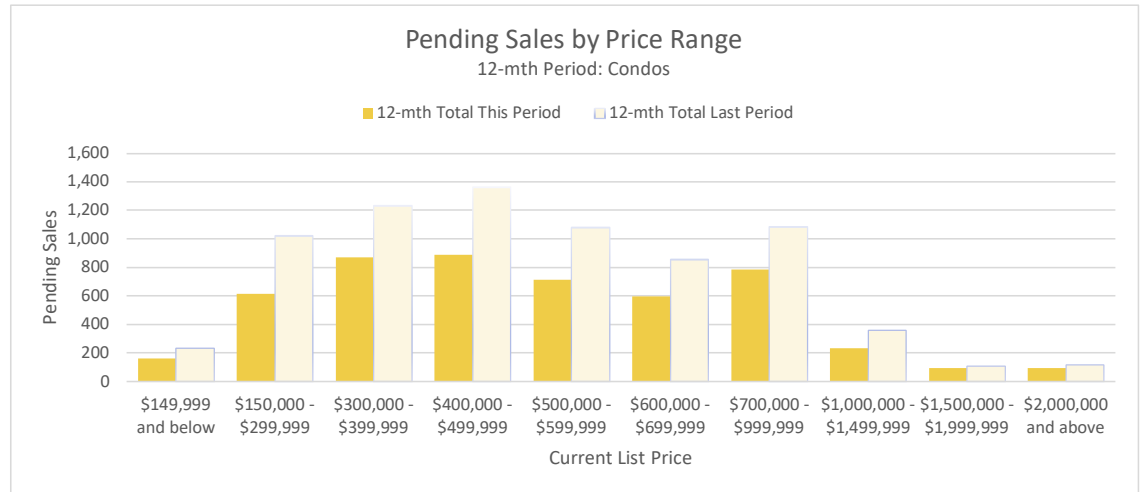 Pending Sales by Price Range
12-mth Period: Condos
12-mth Total This Period 12-mth Total Last Period
1,600
1,400
1,200
1,000
800
600
400
200
0
Pending Sales
$149,999 $150,000 - $300,000 - $400,000 - $500,000 - $600,000 - $700,000 - $1,000,000 - $1,500,000 - $2,000,000
and below $299,999 $399,999 $499,999 $599,999 $699,999 $999,999 $1,499,999 $1,999,999 and above
Current List Price